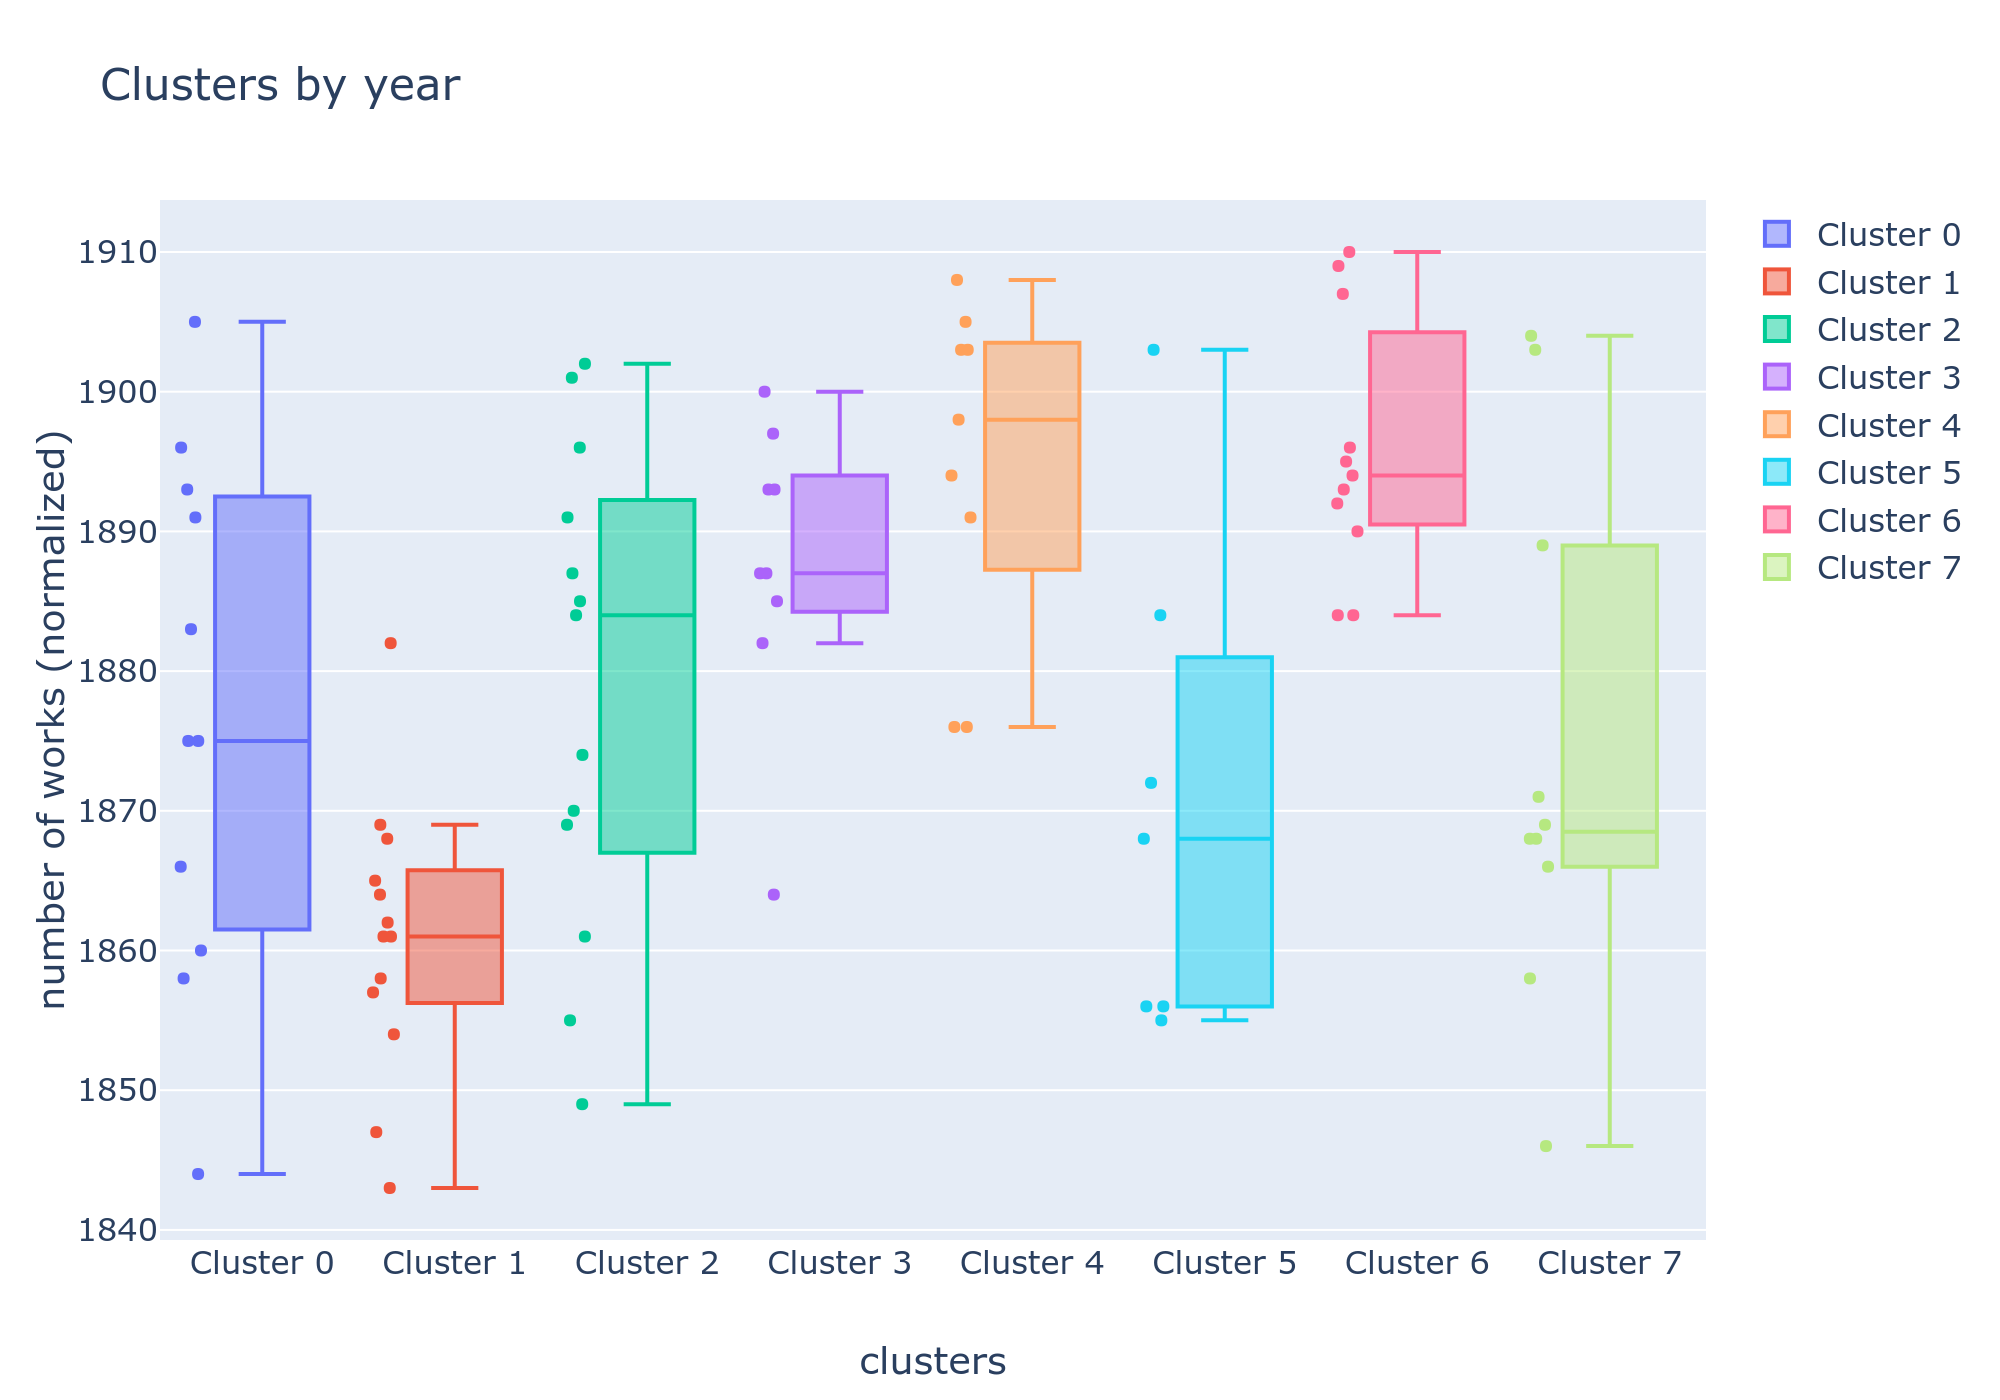 Clusters by year
number of works (normalized)
1910
1900
1890
1880
1870
1860
1850
1840
Cluster 0
Cluster 1
Cluster 2
Cluster 3
Cluster 4
Cluster 5
Cluster 6
Cluster 7
clusters
Cluster 0
Cluster 1
Cluster 2
Cluster 3
Cluster 4
Cluster 5
Cluster 6
Cluster 7